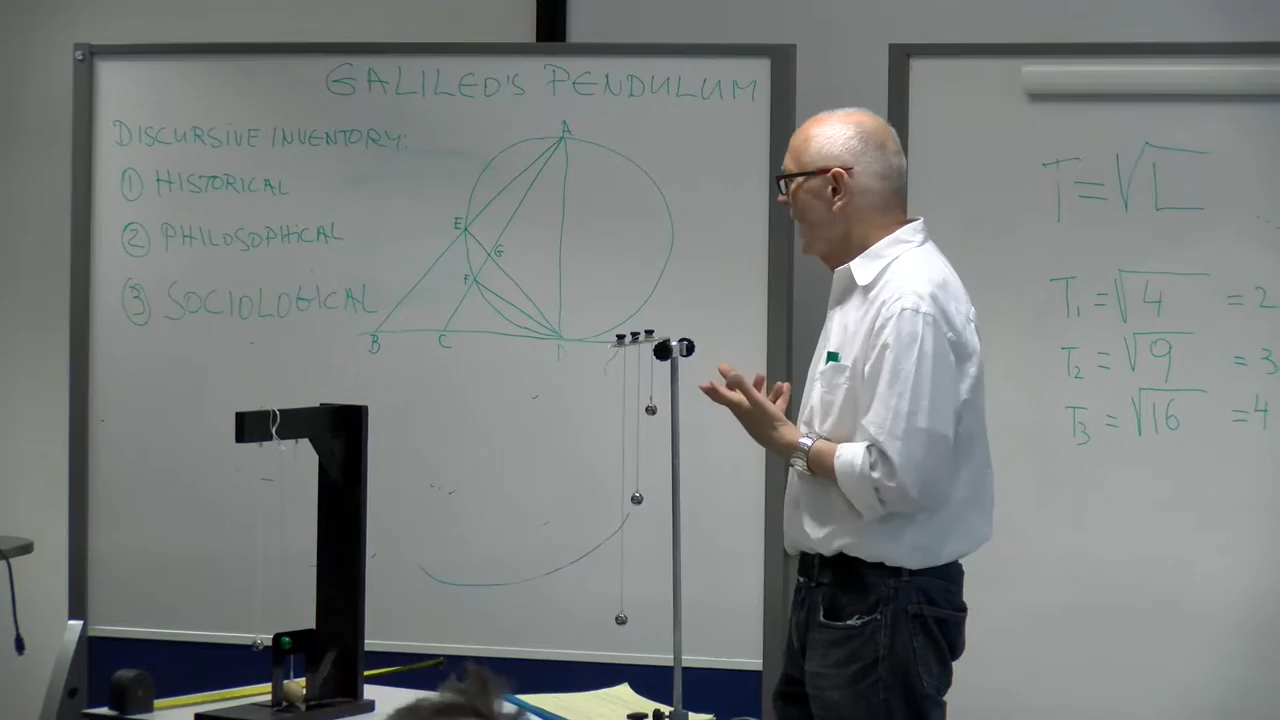 GALILEO'S PENDULUM
DISCURSIVE INVENTORY:
① HISTORICAL
② PHILOSOPHICAL
③ SOCIOLOGICAL
A
E
G
F
B C D
T=√L
T₁=√4 =2
T₂=√9 =3
T₃=√16 =4